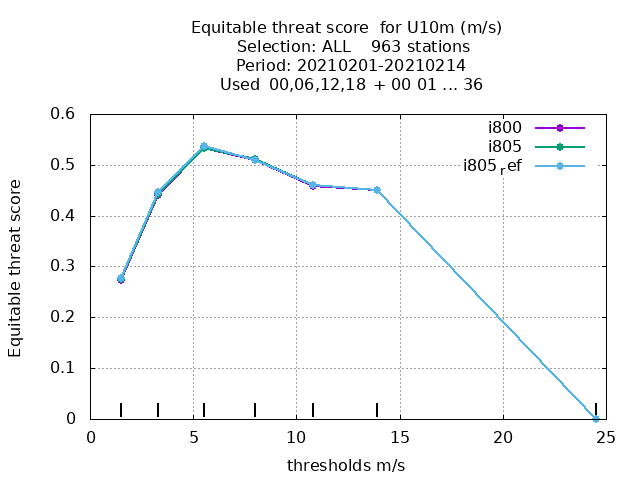 Equitable threat score  for U10m (m/s)
Selection: ALL    963 stations
Period: 20210201-20210214
Used  00,06,12,18  + 00 01 ... 36
i800
i805
i805_ref
Equitable threat score
0.6
0.5
0.4
0.3
0.2
0.1
0
0 5 10 15 20 25
thresholds m/s